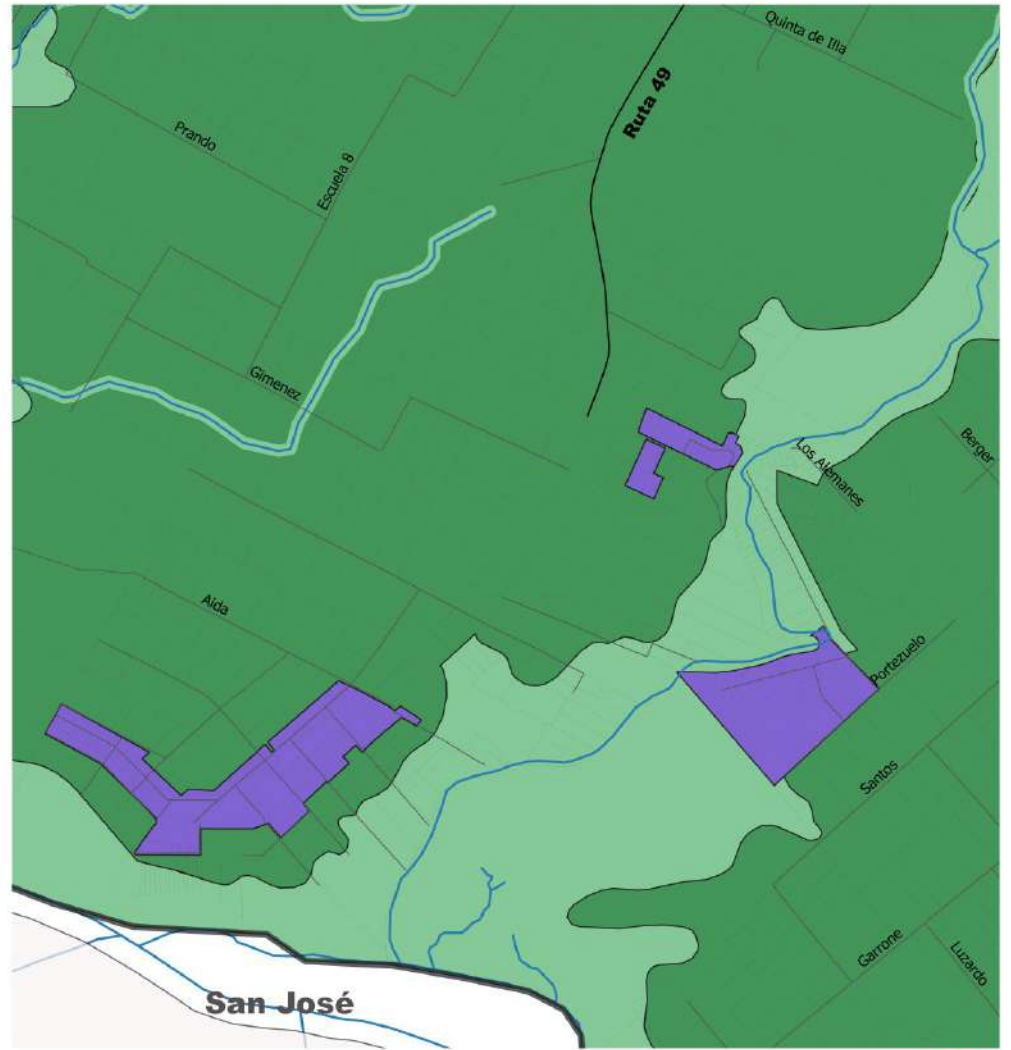 Quinta de Illa
Ruta 49
Prando
Escuela 8
Gimenez
Berger
Los Alemanes
Aida
Portezuelo
Santos
Garrone
Luzardo
San José